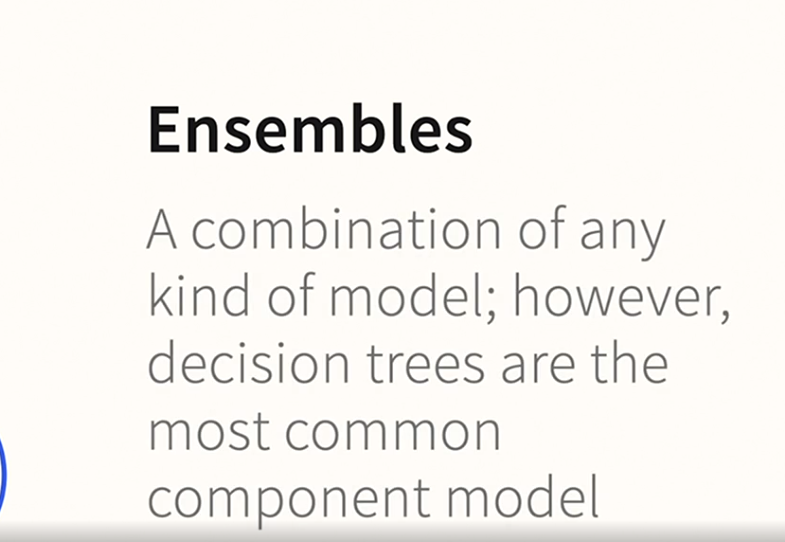 Ensembles
A combination of any
kind of model; however,
decision trees are the
most common
component model